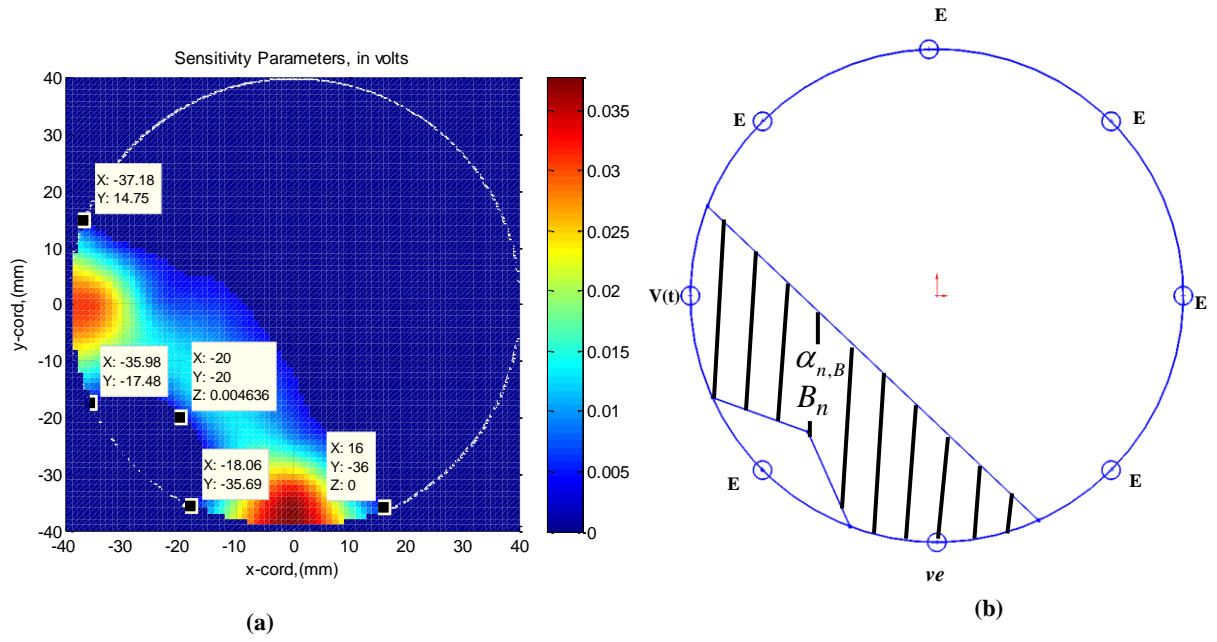 Sensitivity Parameters, in volts
40
30
20
10
0
-10
-20
-30
-40
y-cord,(mm)
-40
-30
-20
-10
0
10
20
30
40
x-cord,(mm)
X: -37.18
Y: 14.75
X: -35.98
Y: -17.48
X: -20
Y: -20
Z: 0.004636
X: -18.06
Y: -35.69
X: 16
Y: -36
Z: 0
0.035
0.03
0.025
0.02
0.015
0.01
0.005
0
(a)
E
E
E
V(t)
E
αn,B
Bn
E
E
ve
(b)